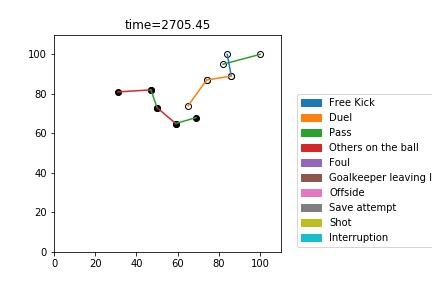 time=2705.45
100
80
60
40
20
0
0 20 40 60 80 100
Free Kick
Duel
Pass
Others on the ball
Foul
Goalkeeper leaving l
Offside
Save attempt
Shot
Interruption